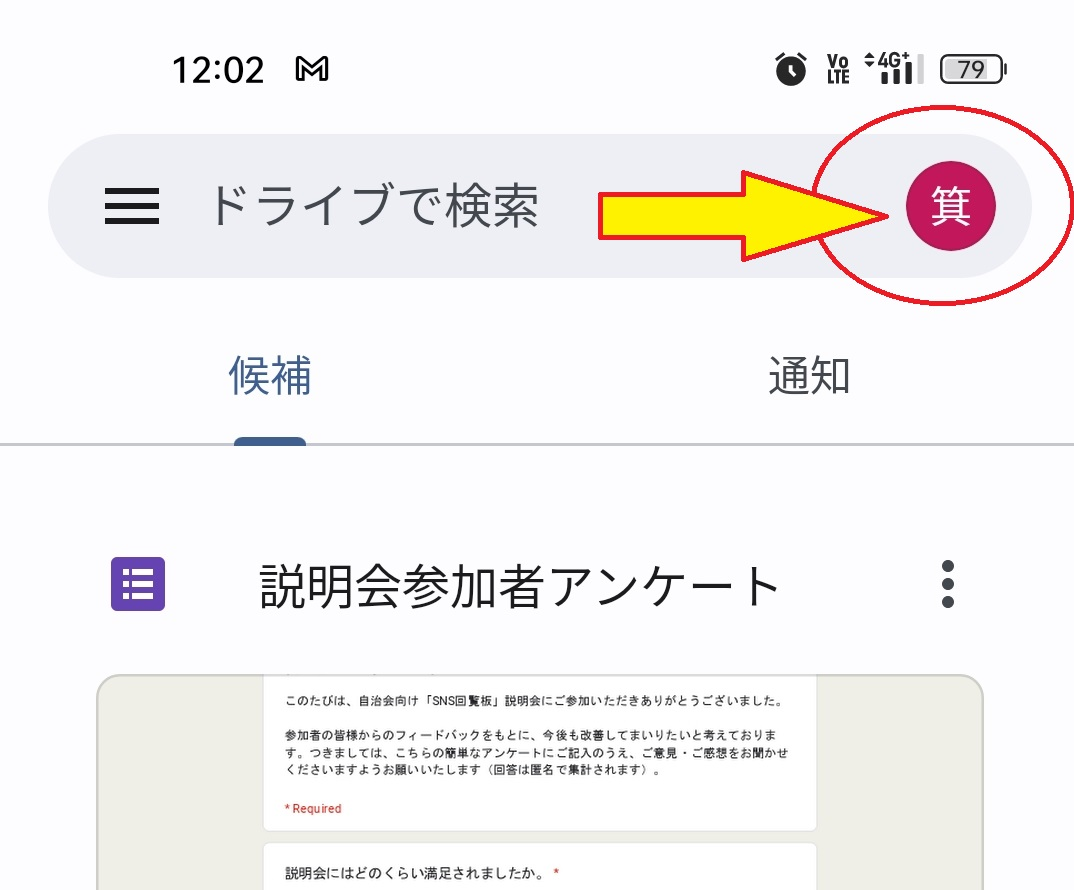 12:02 Vo LTE 4G+ 79
ドライブで検索 箕
候補 通知
説明会参加者アンケート
このたびは、自治会向け「SNS回覧板」説明会にご参加いただきありがとうございました。
参加者の皆様からのフィードバックをもとに、今後も改善してまいりたいと考えておりま
す。つきましては、こちらの簡単なアンケートにご記入のうえ、ご意見・ご感想をお聞かせ
くださいますようお願いいたします（回答は匿名で集計されます）。
* Required
説明会にはどのくらい満足されましたか。 *